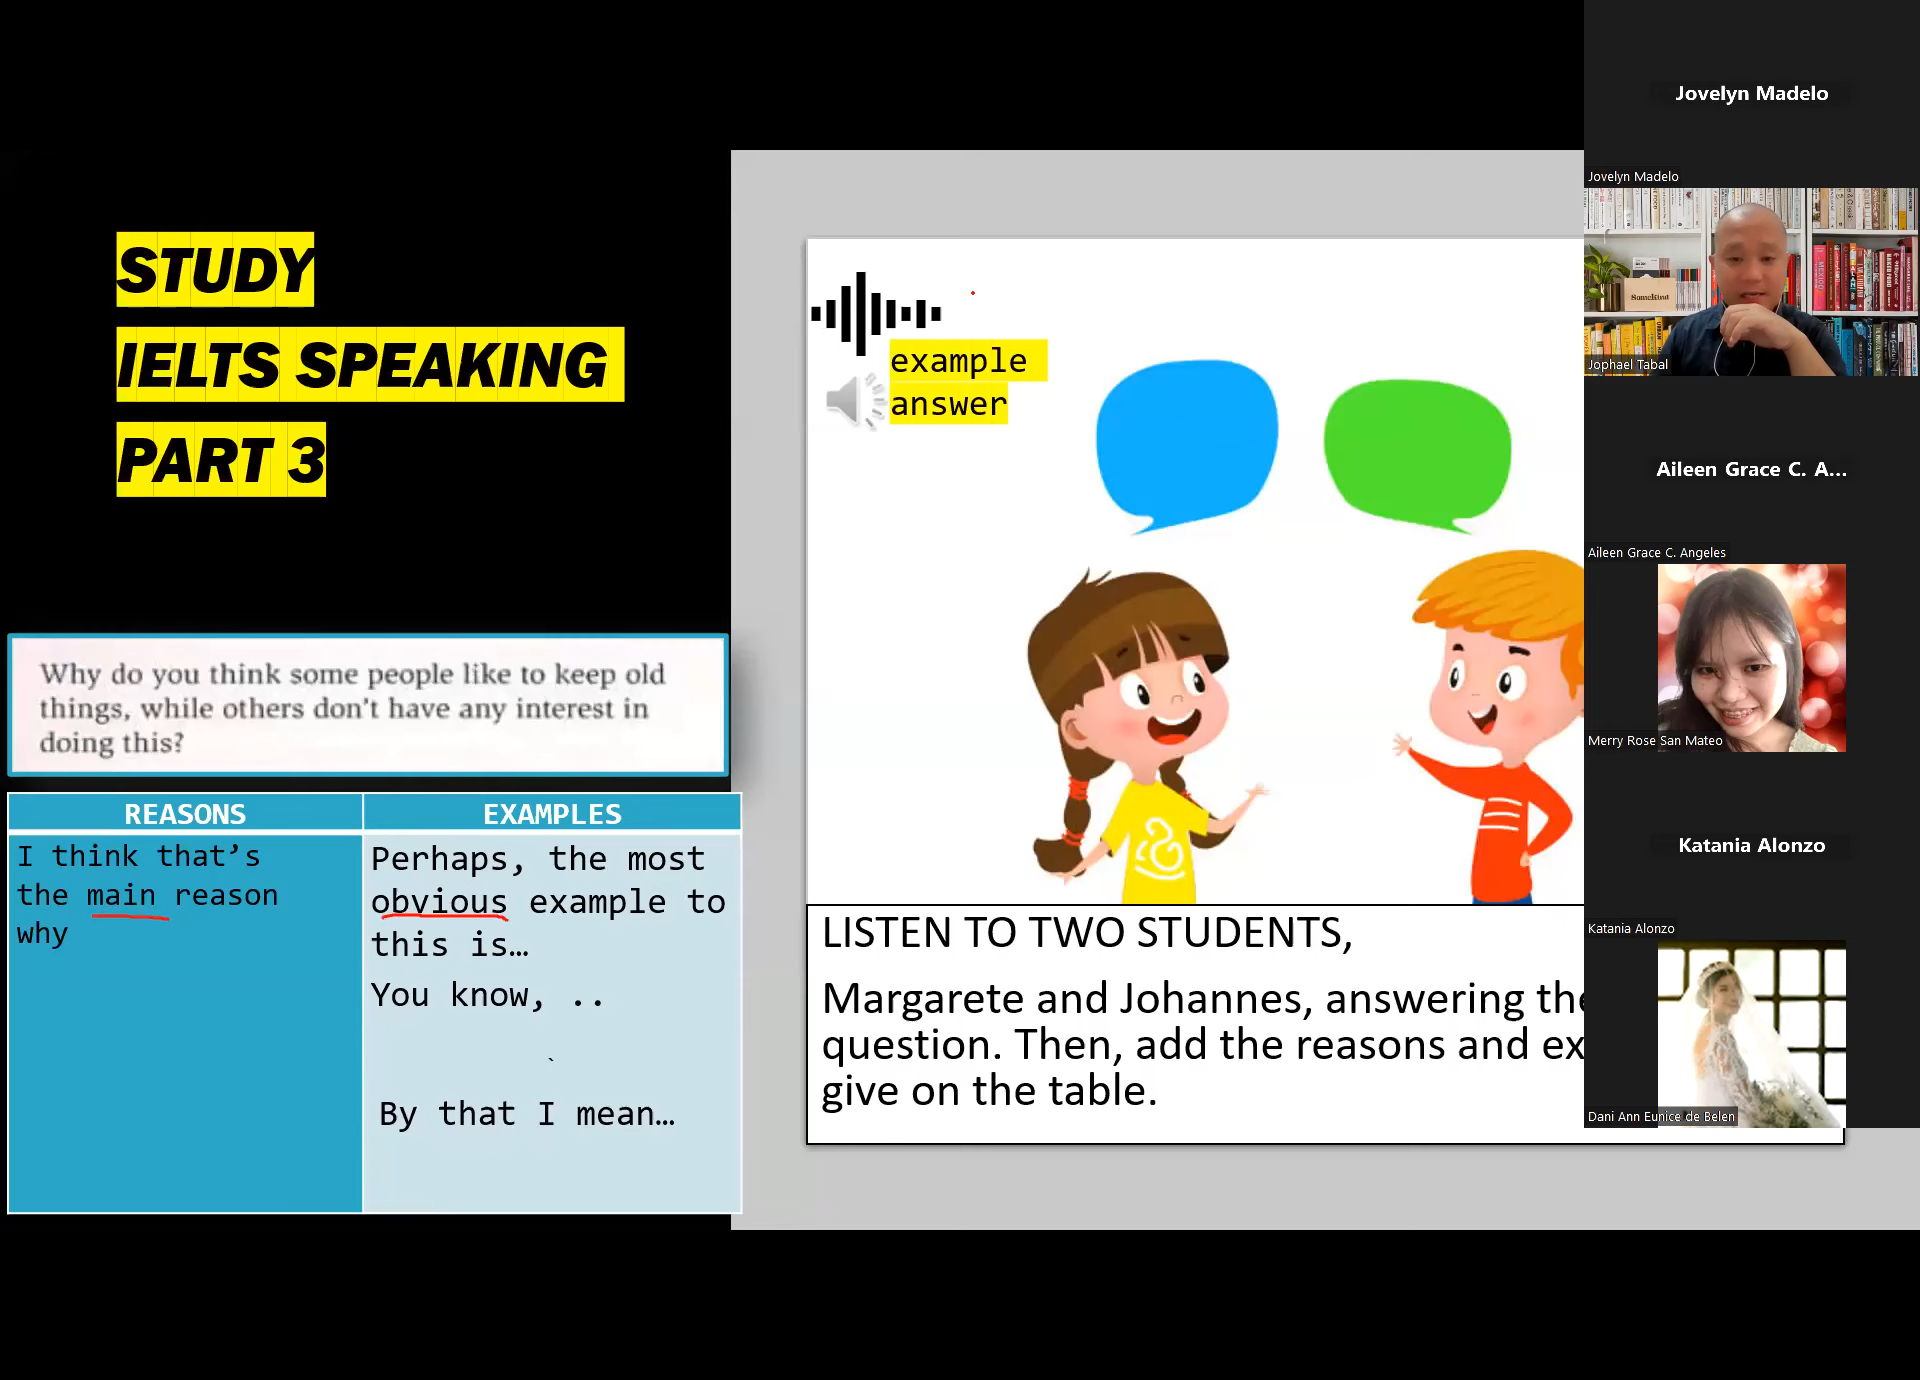 STUDY
IELTS SPEAKING
PART 3
Why do you think some people like to keep old
things, while others don't have any interest in
doing this?
REASONS
EXAMPLES
I think that's
the main reason
why
Perhaps, the most
obvious example to
this is…
You know, ..
`
By that I mean…
example
answer
LISTEN TO TWO STUDENTS,
Margarete and Johannes, answering the
question. Then, add the reasons and ex
give on the table.
Jovelyn Madelo
Jovelyn Madelo
Jophael Tabal
Aileen Grace C. A...
Aileen Grace C. Angeles
Merry Rose San Mateo
Katania Alonzo
Katania Alonzo
Dani Ann Eunice de Belen